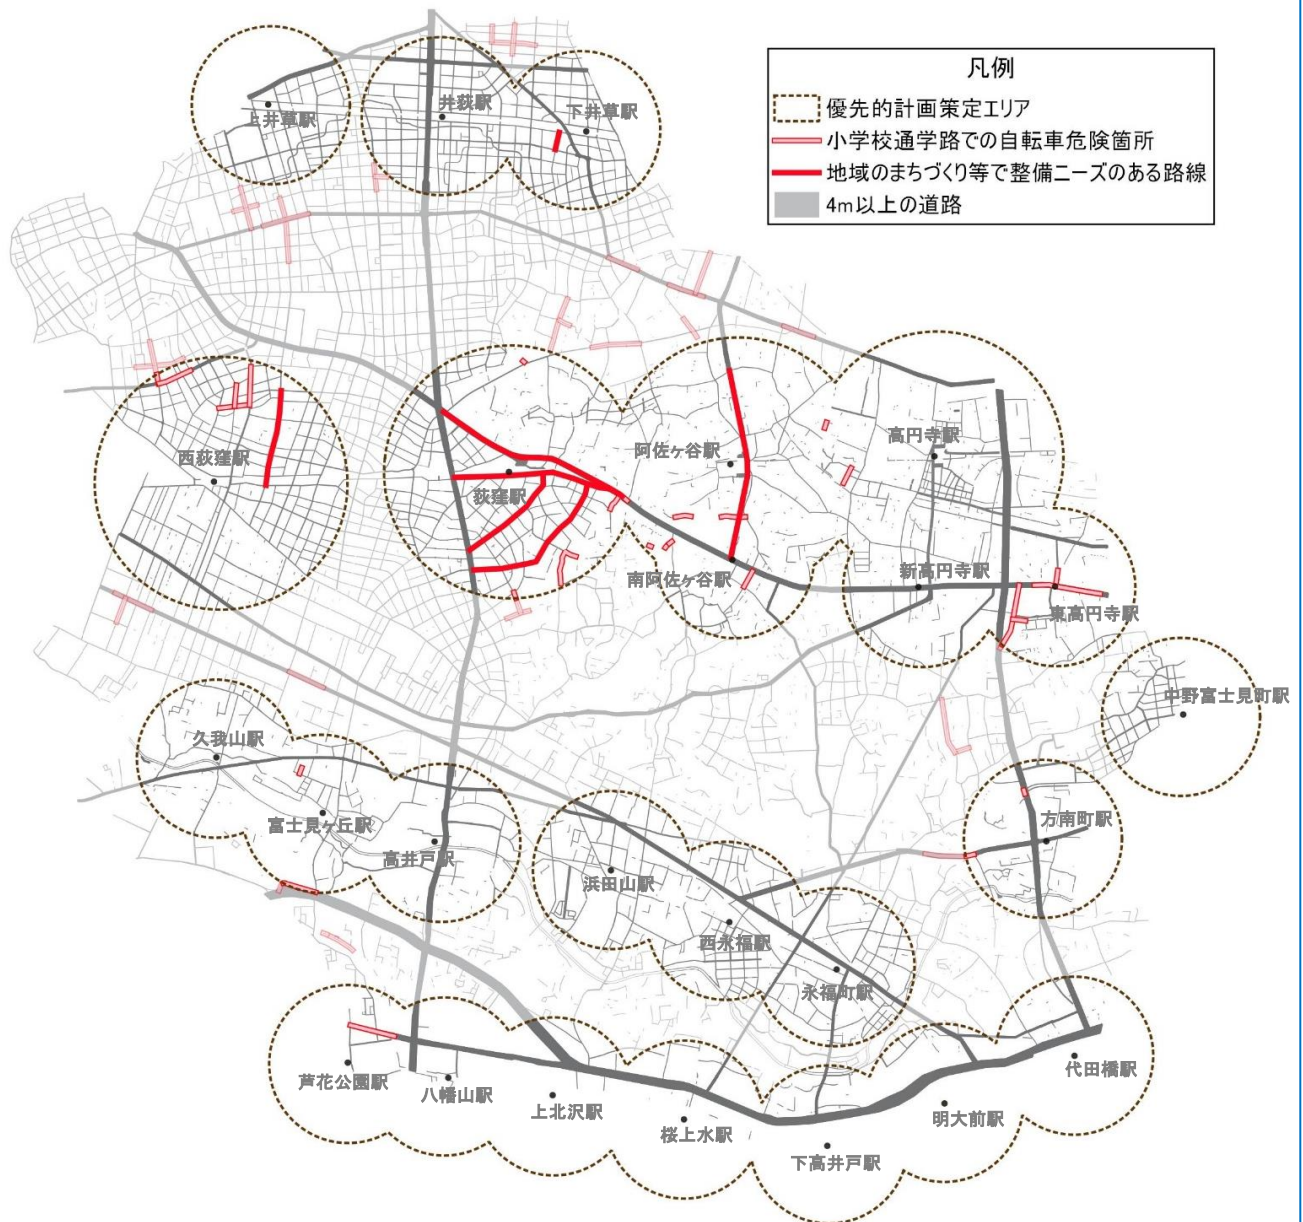 凡例
優先的計画策定エリア
小学校通学路での自転車危険箇所
地域のまちづくり等で整備ニーズのある路線
4m以上の道路
上井草駅
井荻駅
下井草駅
西荻窪駅
荻窪駅
阿佐ヶ谷駅
高円寺駅
南阿佐ヶ谷駅
新高円寺駅
東高円寺駅
中野富士見町駅
久我山駅
富士見ヶ丘駅
高井戸駅
浜田山駅
西永福駅
永福町駅
方南町駅
芦花公園駅
八幡山駅
上北沢駅
桜上水駅
下高井戸駅
明大前駅
代田橋駅